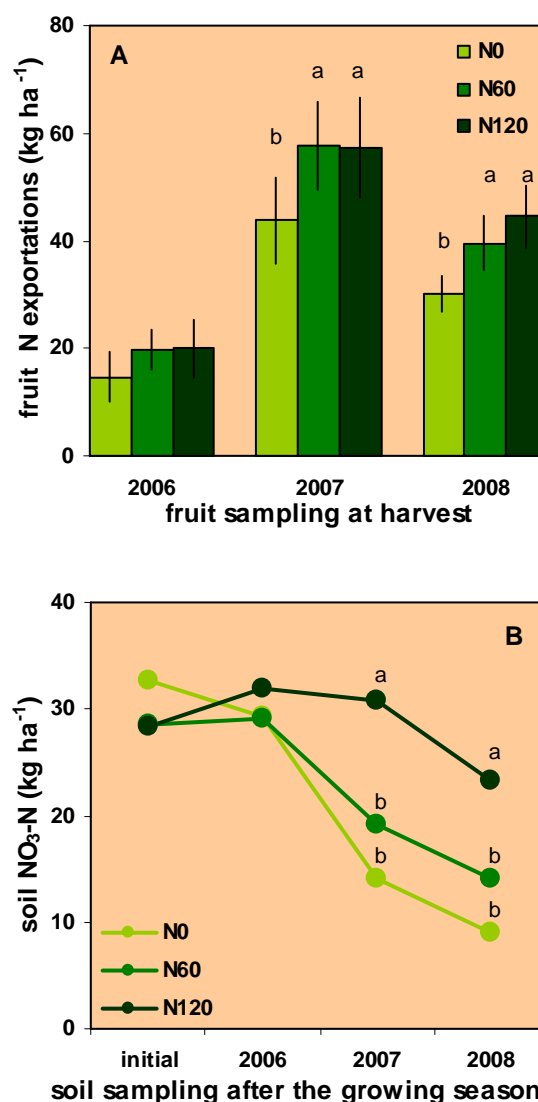 80
A
N0
a a
N60
b
N120
60
a
a
b
40
20
0
fruit N exportations (kg ha⁻¹)
2006 2007 2008
fruit sampling at harvest
40
B
a
30
a
b
20
b
b
b
10
N0
N60
N120
0
soil NO₃-N (kg ha⁻¹)
initial 2006 2007 2008
soil sampling after the growing season